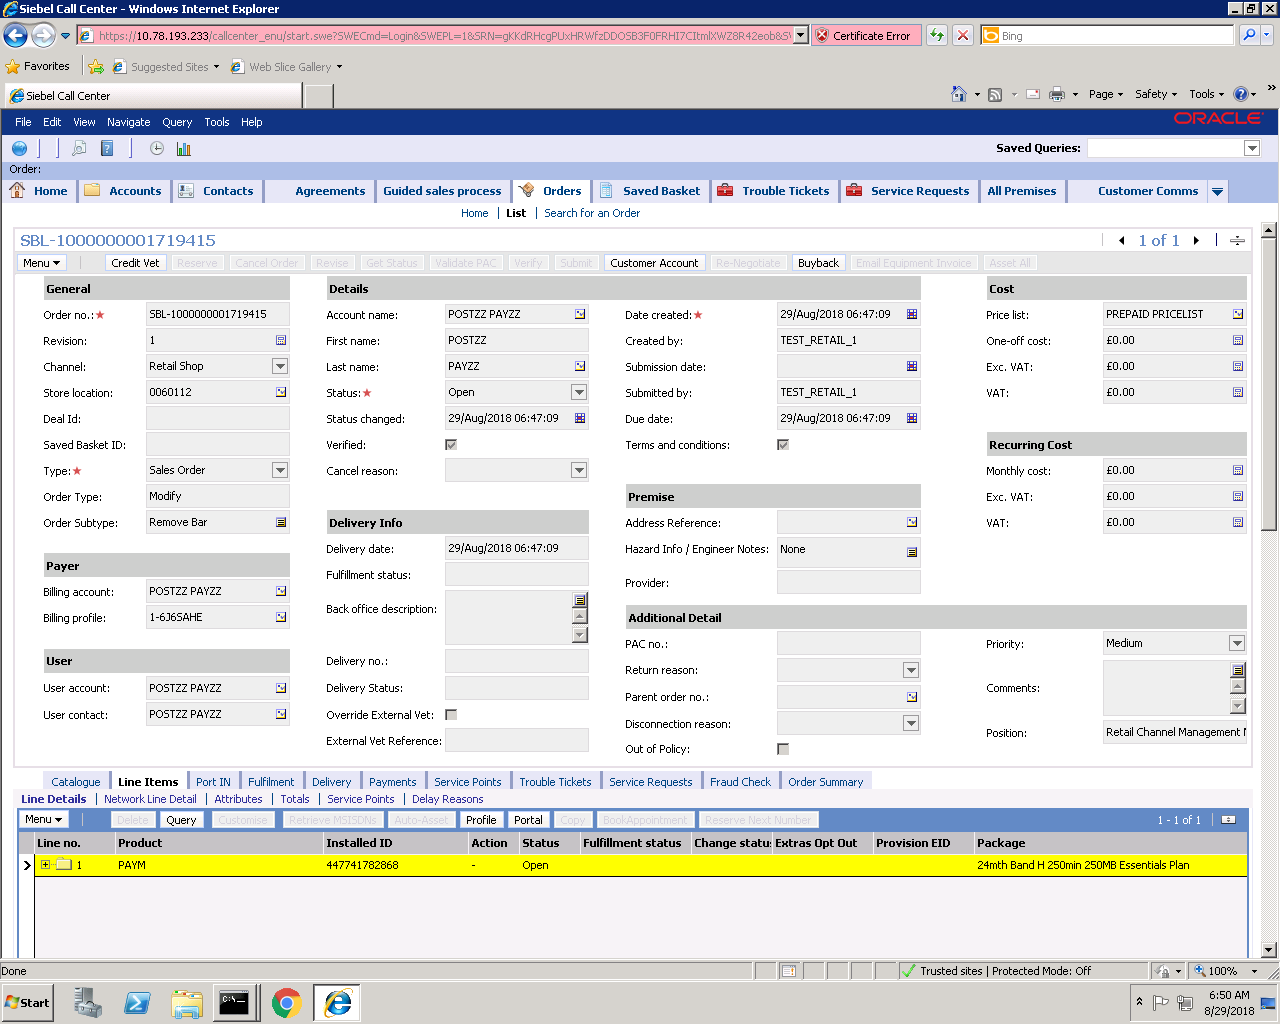 Siebel Call Center - Windows Internet Explorer
Certificate Error
Bing
Favorites
Suggested Sites
Web Slice Gallery
Siebel Call Center
Page
Safety
Tools
File Edit View Navigate Query Tools Help
ORACLE
Saved Queries:
Order:
Home Accounts Contacts Agreements Guided sales process Orders Saved Basket Trouble Tickets Service Requests All Premises Customer Comms
Home | List | Search for an Order
SBL-1000000001719415
1 of 1
Menu Credit Vet Reserve Cancel Order Revise Get Status Validate PAC Verify Submit Customer Account Re-Negotiate Buyback Email Equipment Invoice Asset All
General
Order no.: SBL-1000000001719415
Revision: 1
Channel: Retail Shop
Store location: 0060112
Deal Id:
Saved Basket ID:
Type: Sales Order
Order Type: Modify
Order Subtype: Remove Bar
Payer
Billing account: POSTZZ PAYZZ
Billing profile: 1-6J6SAHE
User
User account: POSTZZ PAYZZ
User contact: POSTZZ PAYZZ
Details
Account name: POSTZZ PAYZZ
First name: POSTZZ
Last name: PAYZZ
Status: Open
Status changed: 29/Aug/2018 06:47:09
Verified:
Cancel reason:
Delivery Info
Delivery date: 29/Aug/2018 06:47:09
Fulfillment status:
Back office description:
Delivery no.:
Delivery Status:
Override External Vet:
External Vet Reference:
Date created: 29/Aug/2018 06:47:09
Created by: TEST_RETAIL_1
Submission date:
Submitted by: TEST_RETAIL_1
Due date: 29/Aug/2018 06:47:09
Terms and conditions:
Premise
Address Reference:
Hazard Info / Engineer Notes: None
Provider:
Additional Detail
PAC no.:
Return reason:
Parent order no.:
Disconnection reason:
Out of Policy:
Cost
Price list: PREPAID PRICELIST
One-off cost: £0.00
Exc. VAT: £0.00
VAT: £0.00
Recurring Cost
Monthly cost: £0.00
Exc. VAT: £0.00
VAT: £0.00
Priority: Medium
Comments:
Position: Retail Channel Management
Catalogue Line Items Port IN Fulfilment Delivery Payments Service Points Trouble Tickets Service Requests Fraud Check Order Summary
Line Details | Network Line Detail | Attributes | Totals | Service Points | Delay Reasons
Menu Delete Query Customise Retrieve MSISDNs Auto-Asset Profile Portal Copy BookAppointment Reserve Next Number 1 - 1 of 1
Line no. Product Installed ID Action Status Fulfillment status Change status Extras Opt Out Provision EID Package
1 PAYM 447741782868 - Open 24mth Band H 250min 250MB Essentials Plan
Done
Trusted sites | Protected Mode: Off
100%
Start
6:50 AM
8/29/2018